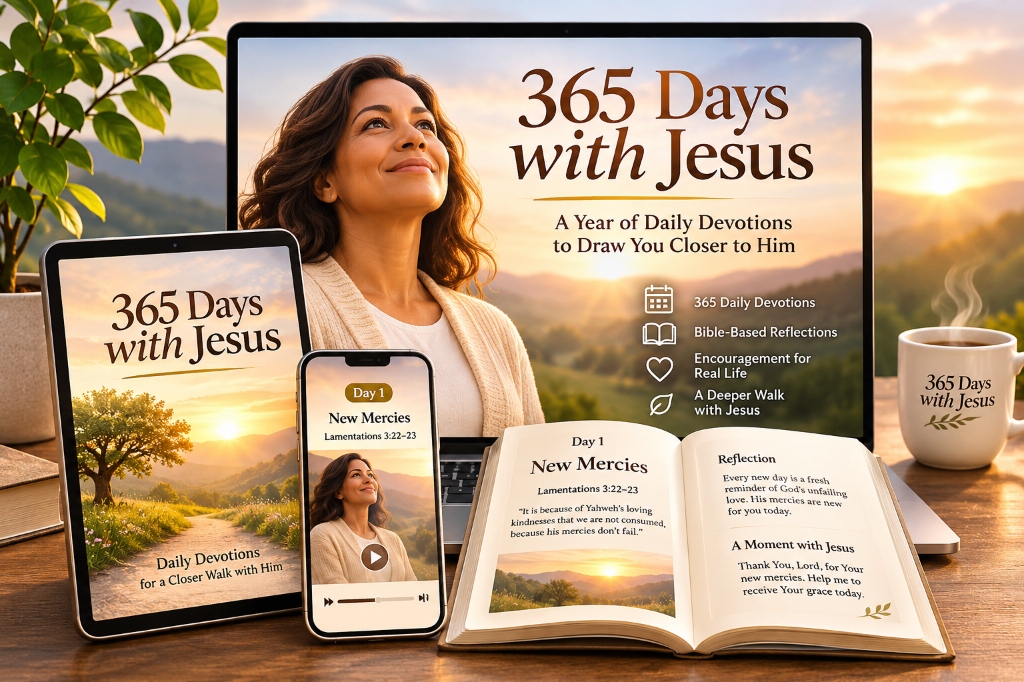 365 Days
with Jesus
A Year of Daily Devotions
to Draw You Closer to Him
365 Daily Devotions
Bible-Based Reflections
Encouragement for
Real Life
A Deeper Walk
with Jesus
365 Days
with Jesus
Daily Devotions
for a Closer Walk with Him
Day 1
New Mercies
Lamentations 3:22–23
Day 1
New Mercies
Lamentations 3:22–23
"It is because of Yahweh's loving
kindnesses that we are not consumed,
because his mercies don't fail."
Reflection
Every new day is a fresh
reminder of God's unfailing
love. His mercies are new
for you today.
A Moment with Jesus
Thank You, Lord, for Your
new mercies. Help me to
receive Your grace today.
365 Days
with Jesus